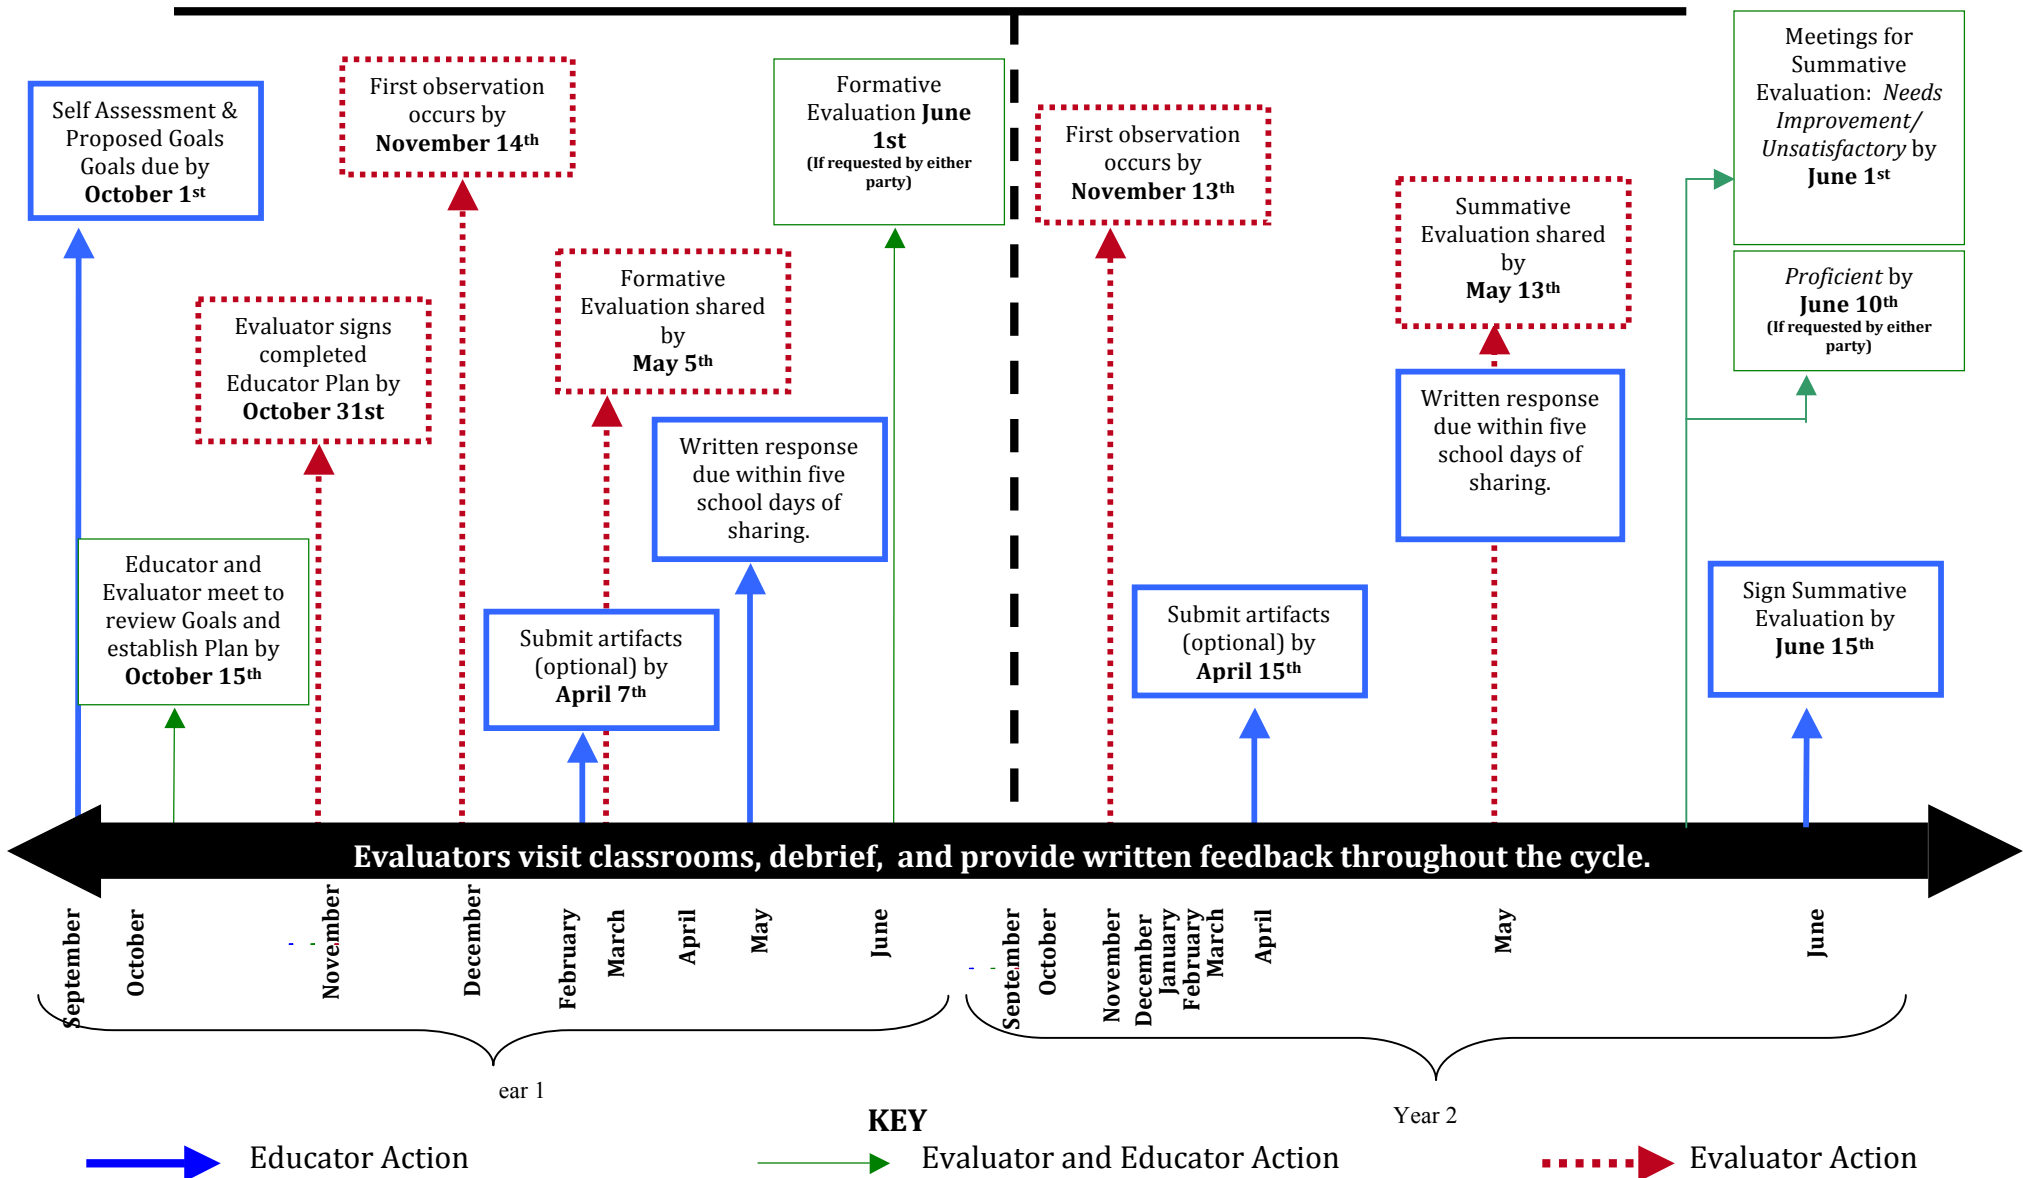 Self Assessment &
Proposed Goals
Goals due by
October 1st
First observation
occurs by
November 14th
Formative
Evaluation June
1st
(If requested by either
party)
First observation
occurs by
November 13th
Meetings for
Summative
Evaluation: Needs
Improvement/
Unsatisfactory by
June 1st
Evaluator signs
completed
Educator Plan by
October 31st
Formative
Evaluation shared
by
May 5th
Summative
Evaluation shared
by
May 13th
Proficient by
June 10th
(If requested by either
party)
Educator and
Evaluator meet to
review Goals and
establish Plan by
October 15th
Written response
due within five
school days of
sharing.
Written response
due within five
school days of
sharing.
Submit artifacts
(optional) by
April 7th
Submit artifacts
(optional) by
April 15th
Sign Summative
Evaluation by
June 15th
Evaluators visit classrooms, debrief, and provide written feedback throughout the cycle.
September
October
November
December
February
March
April
May
June
September
October
November
December
January
February
March
April
May
June
ear 1
Year 2
KEY
Educator Action
Evaluator and Educator Action
Evaluator Action